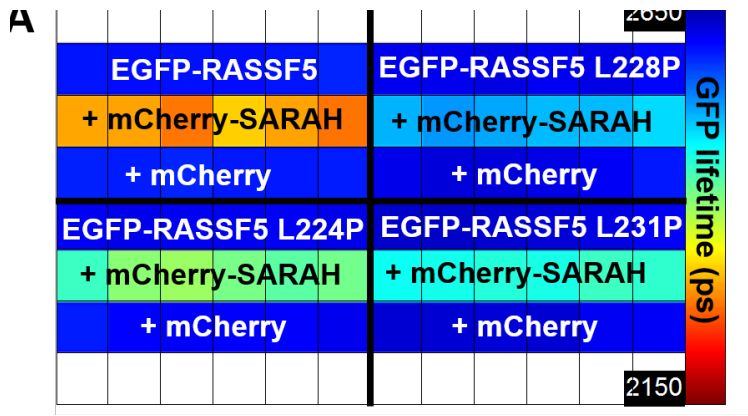 A
2650
EGFP-RASSF5
+ mCherry-SARAH
+ mCherry
EGFP-RASSF5 L228P
+ mCherry-SARAH
+ mCherry
EGFP-RASSF5 L224P
+ mCherry-SARAH
+ mCherry
EGFP-RASSF5 L231P
+ mCherry-SARAH
+ mCherry
GFP lifetime (ps)
2150